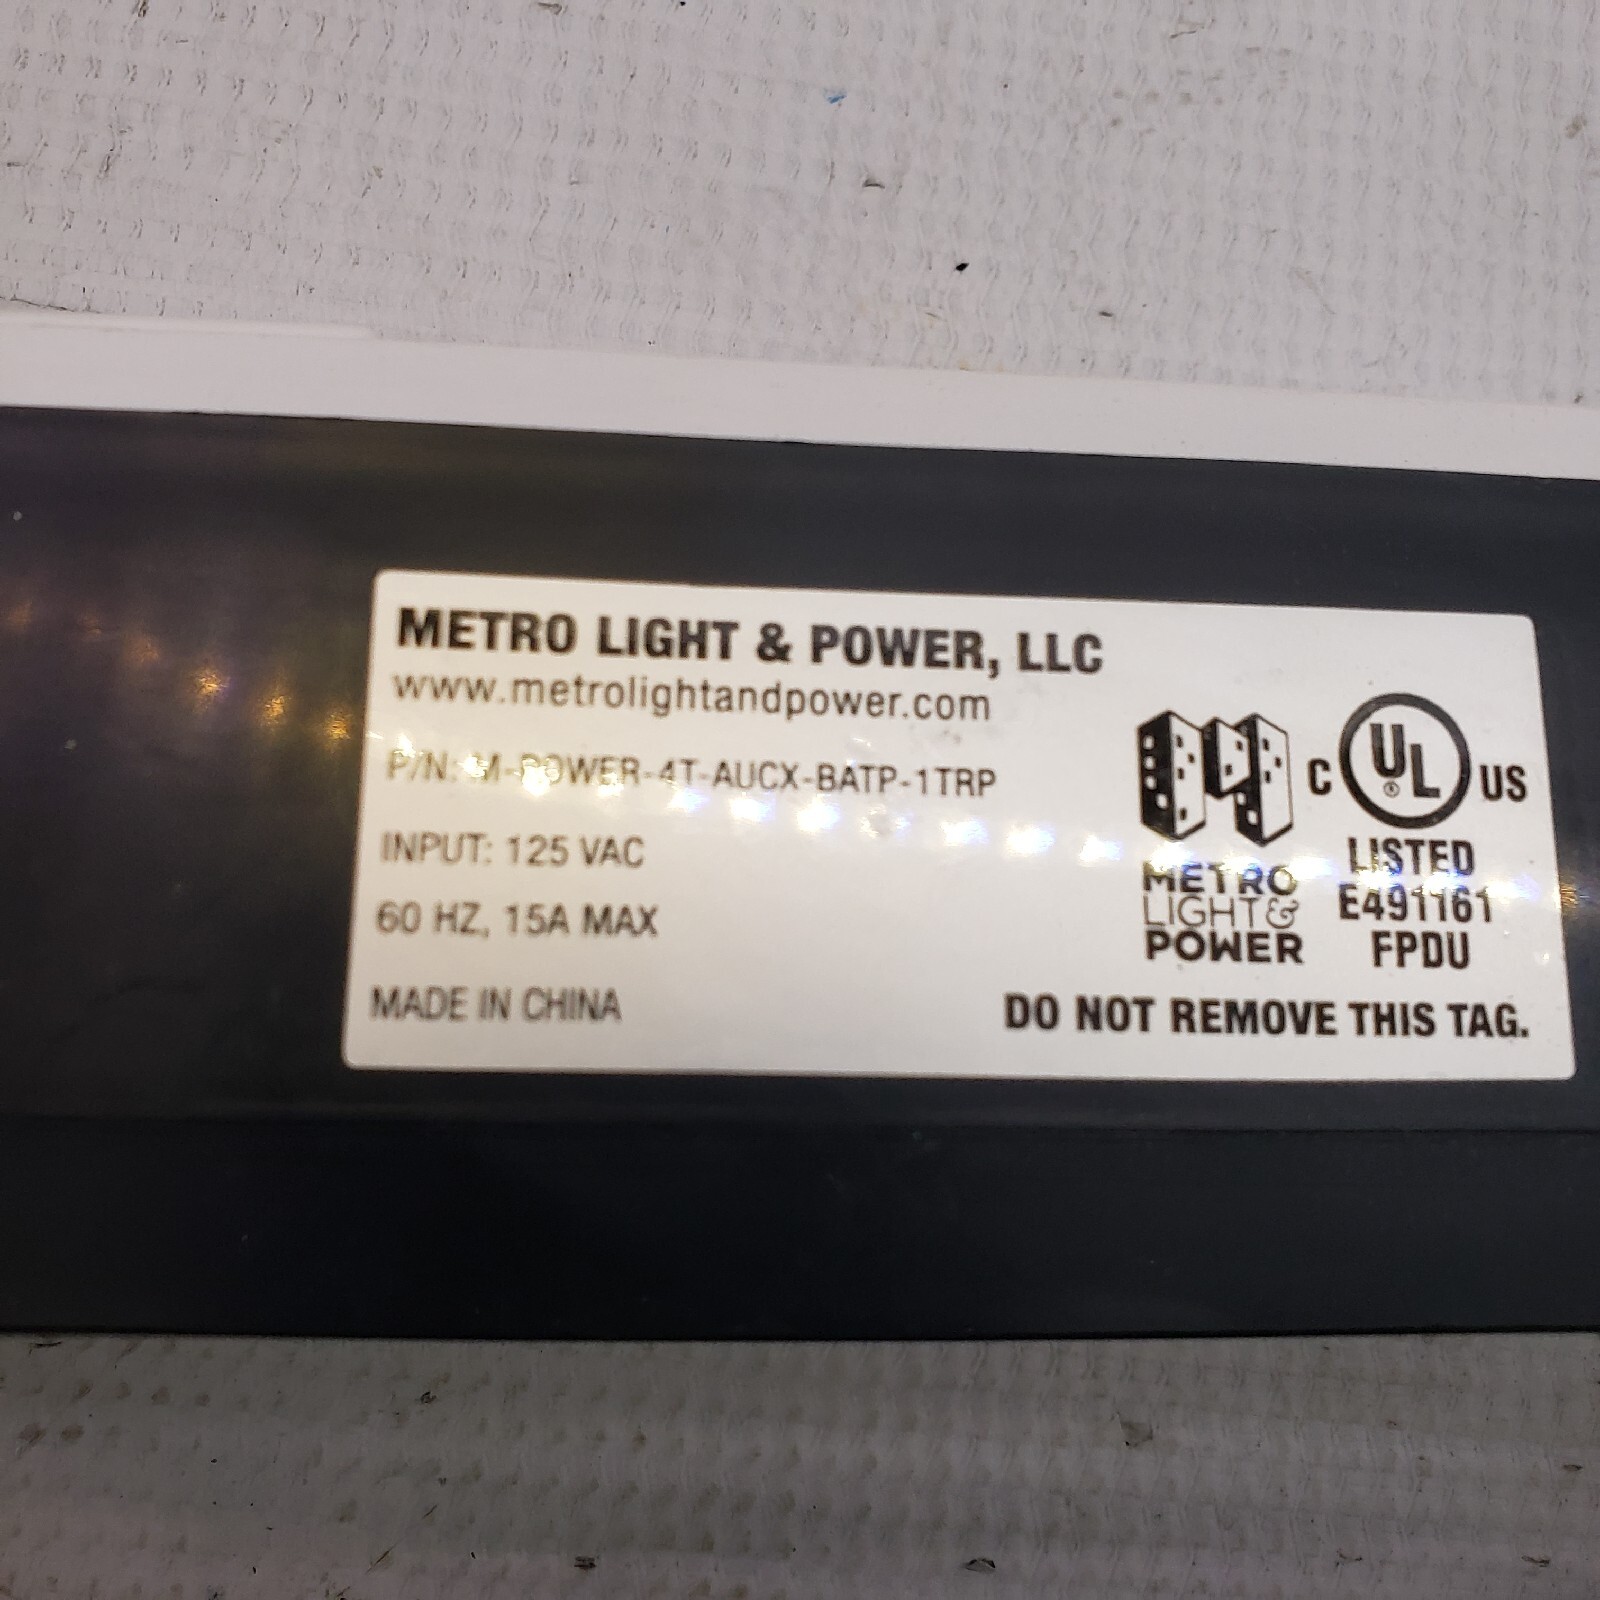 METRO LIGHT & POWER, LLC
www.metrolightandpower.com
P/N: M-POWER-4T-AUCX-BATP-1TRP
INPUT: 125 VAC
60 HZ, 15A MAX
MADE IN CHINA
METRO
LIGHT &
POWER
C UL ® US
LISTED
E491161
FPDU
DO NOT REMOVE THIS TAG.